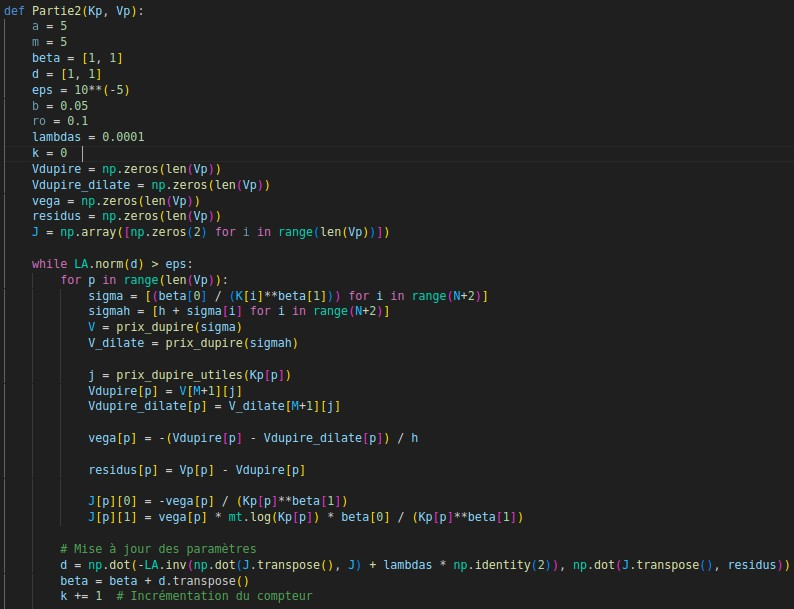 def Partie2(Kp, Vp):
a = 5
m = 5
beta = [1, 1]
d = [1, 1]
eps = 10**(-5)
b = 0.05
ro = 0.1
lambdas = 0.0001
k = 0
Vdupire = np.zeros(len(Vp))
Vdupire_dilate = np.zeros(len(Vp))
vega = np.zeros(len(Vp))
residus = np.zeros(len(Vp))
J = np.array([np.zeros(2) for i in range(len(Vp))])
while LA.norm(d) > eps:
for p in range(len(Vp)):
sigma = [(beta[0] / (K[i]**beta[1])) for i in range(N+2)]
sigmah = [h + sigma[i] for i in range(N+2)]
V = prix_dupire(sigma)
V_dilate = prix_dupire(sigmah)
j = prix_dupire_utiles(Kp[p])
Vdupire[p] = V[M+1][j]
Vdupire_dilate[p] = V_dilate[M+1][j]
vega[p] = -(Vdupire[p] - Vdupire_dilate[p]) / h
residus[p] = Vp[p] - Vdupire[p]
J[p][0] = -vega[p] / (Kp[p]**beta[1])
J[p][1] = vega[p] * mt.log(Kp[p]) * beta[0] / (Kp[p]**beta[1])
# Mise à jour des paramètres
d = np.dot(-LA.inv(np.dot(J.transpose(), J) + lambdas * np.identity(2)), np.dot(J.transpose(), residus))
beta = beta + d.transpose()
k += 1  # Incrémentation du compteur